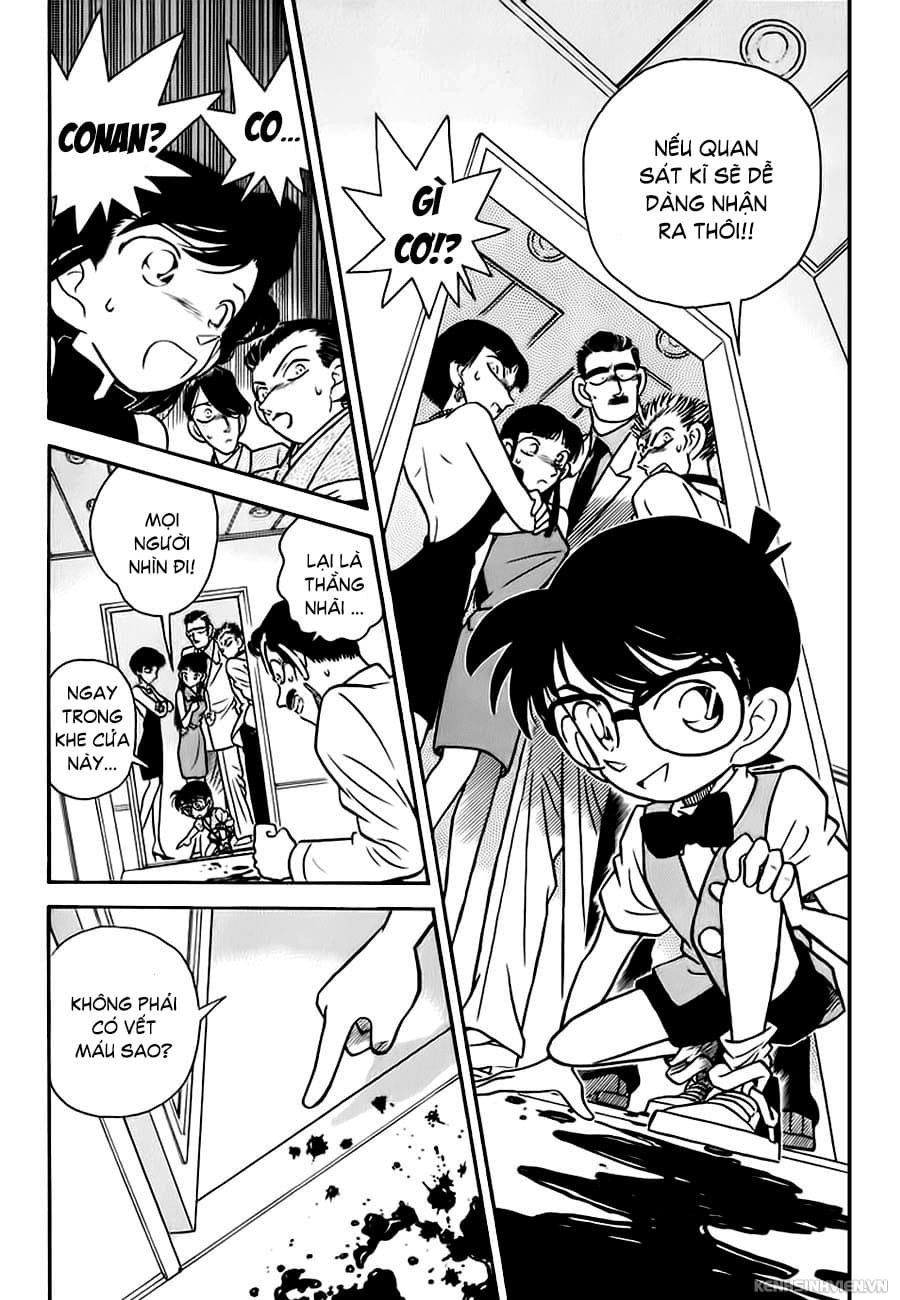 NẾU QUAN
SÁT KĨ SẼ DỄ
DÀNG NHẬN
RA THÔI!!
GÌ
CƠ!?
CO...
CONAN?
LẠI LÀ
THẰNG
NHÃI ...
MỌI
NGƯỜI
NHÌN ĐI!
NGAY
TRONG
KHE CỬA
NÀY...
KHÔNG PHẢI
CÓ VẾT
MÁU SAO?
KENHSINHVIEN.VN